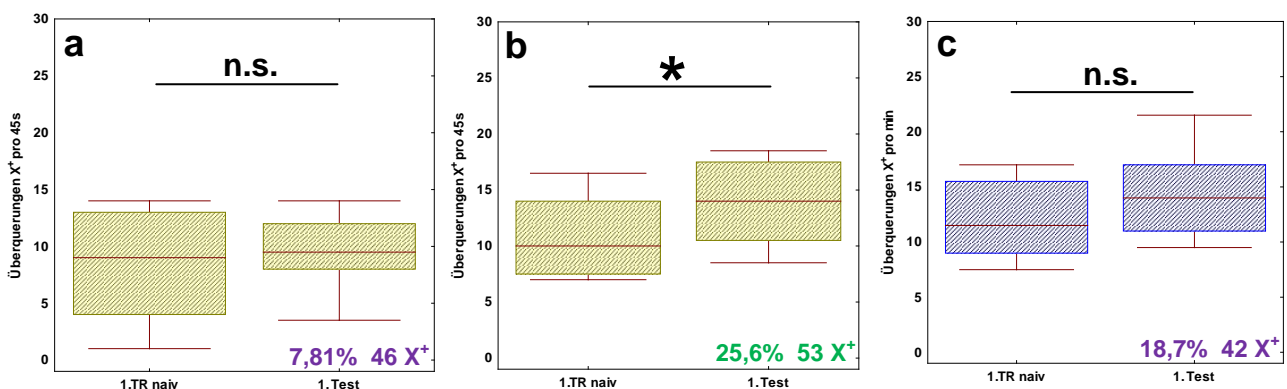 a
n.s.
Überquerungen X⁺ pro 45s
30
25
20
15
10
5
0
7,81% 46 X⁺
1.TR naiv
1. Test
b
*
Überquerungen X⁺ pro 45s
30
25
20
15
10
5
0
25,6% 53 X⁺
1.TR naiv
1. Test
c
n.s.
Überquerungen X⁺ pro min
30
25
20
15
10
5
0
18,7% 42 X⁺
1.TR naiv
1. Test